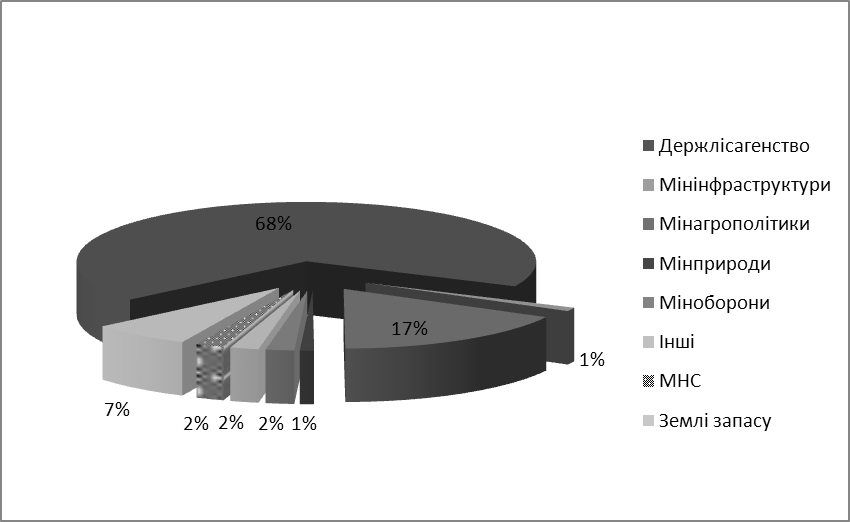 68%
17%
1%
7%
2%
2%
2%
1%
Держлісагенство
Мінінфраструктури
Мінагрополітики
Мінприроди
Міноборони
Інші
МНС
Землі запасу